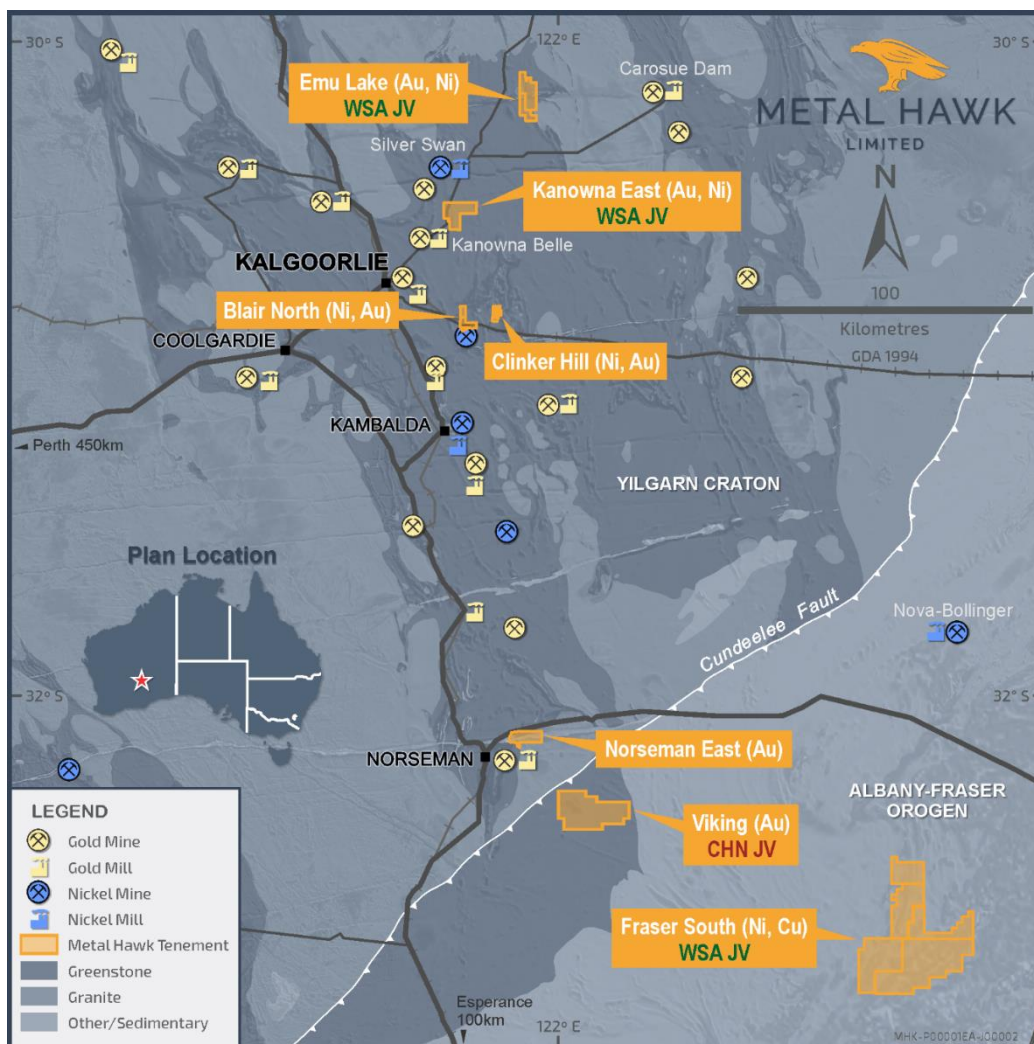 30° S
122° E
30° S
METAL HAWK
LIMITED
N
Emu Lake (Au, Ni)
WSA JV
Carosue Dam
Silver Swan
Kanowna East (Au, Ni)
WSA JV
Kanowna Belle
KALGOORLIE
100
Kilometres
GDA 1994
Blair North (Ni, Au)
COOLGARDIE
Clinker Hill (Ni, Au)
KAMBALDA
Perth 450km
YILGARN CRATON
Plan Location
Cundeelee Fault
Nova-Bollinger
32° S
32° S
NORSEMAN
Norseman East (Au)
ALBANY-FRASER
OROGEN
Viking (Au)
CHN JV
Fraser South (Ni, Cu)
WSA JV
LEGEND
Gold Mine
Gold Mill
Nickel Mine
Nickel Mill
Metal Hawk Tenement
Greenstone
Granite
Other/Sedimentary
Esperance
100km
122° E
MHK-P00001EA-J00002